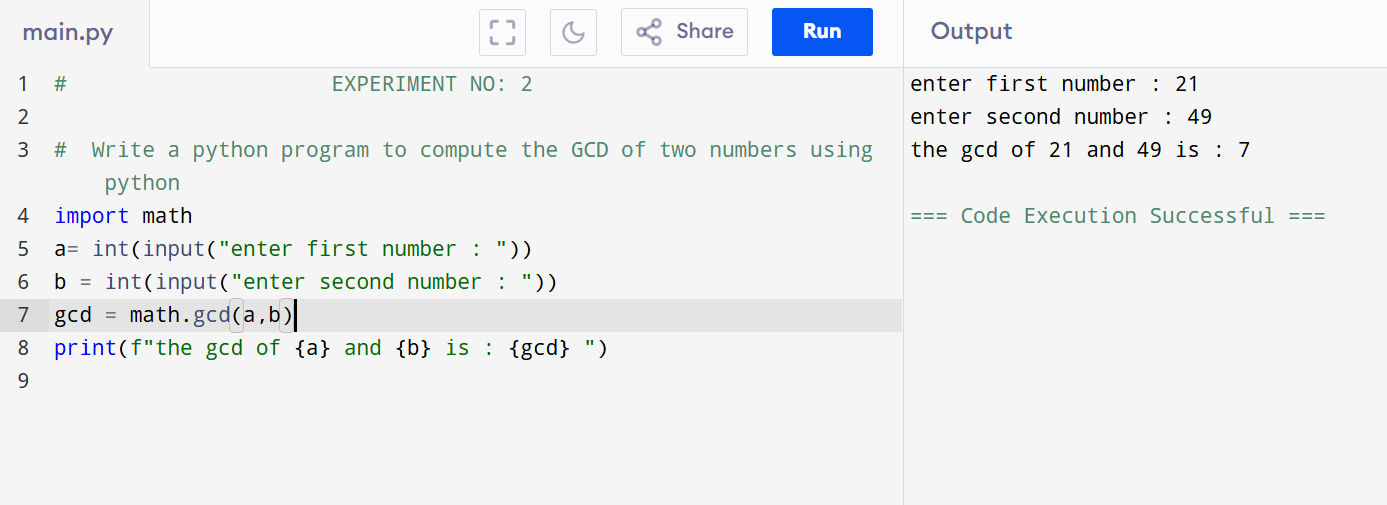 main.py
Share
Run
Output
1 # EXPERIMENT NO: 2
2
3 # Write a python program to compute the GCD of two numbers using
python
4 import math
5 a= int(input("enter first number : "))
6 b = int(input("enter second number : "))
7 gcd = math.gcd(a,b)
8 print(f"the gcd of {a} and {b} is : {gcd} ")
9
enter first number : 21
enter second number : 49
the gcd of 21 and 49 is : 7
=== Code Execution Successful ===